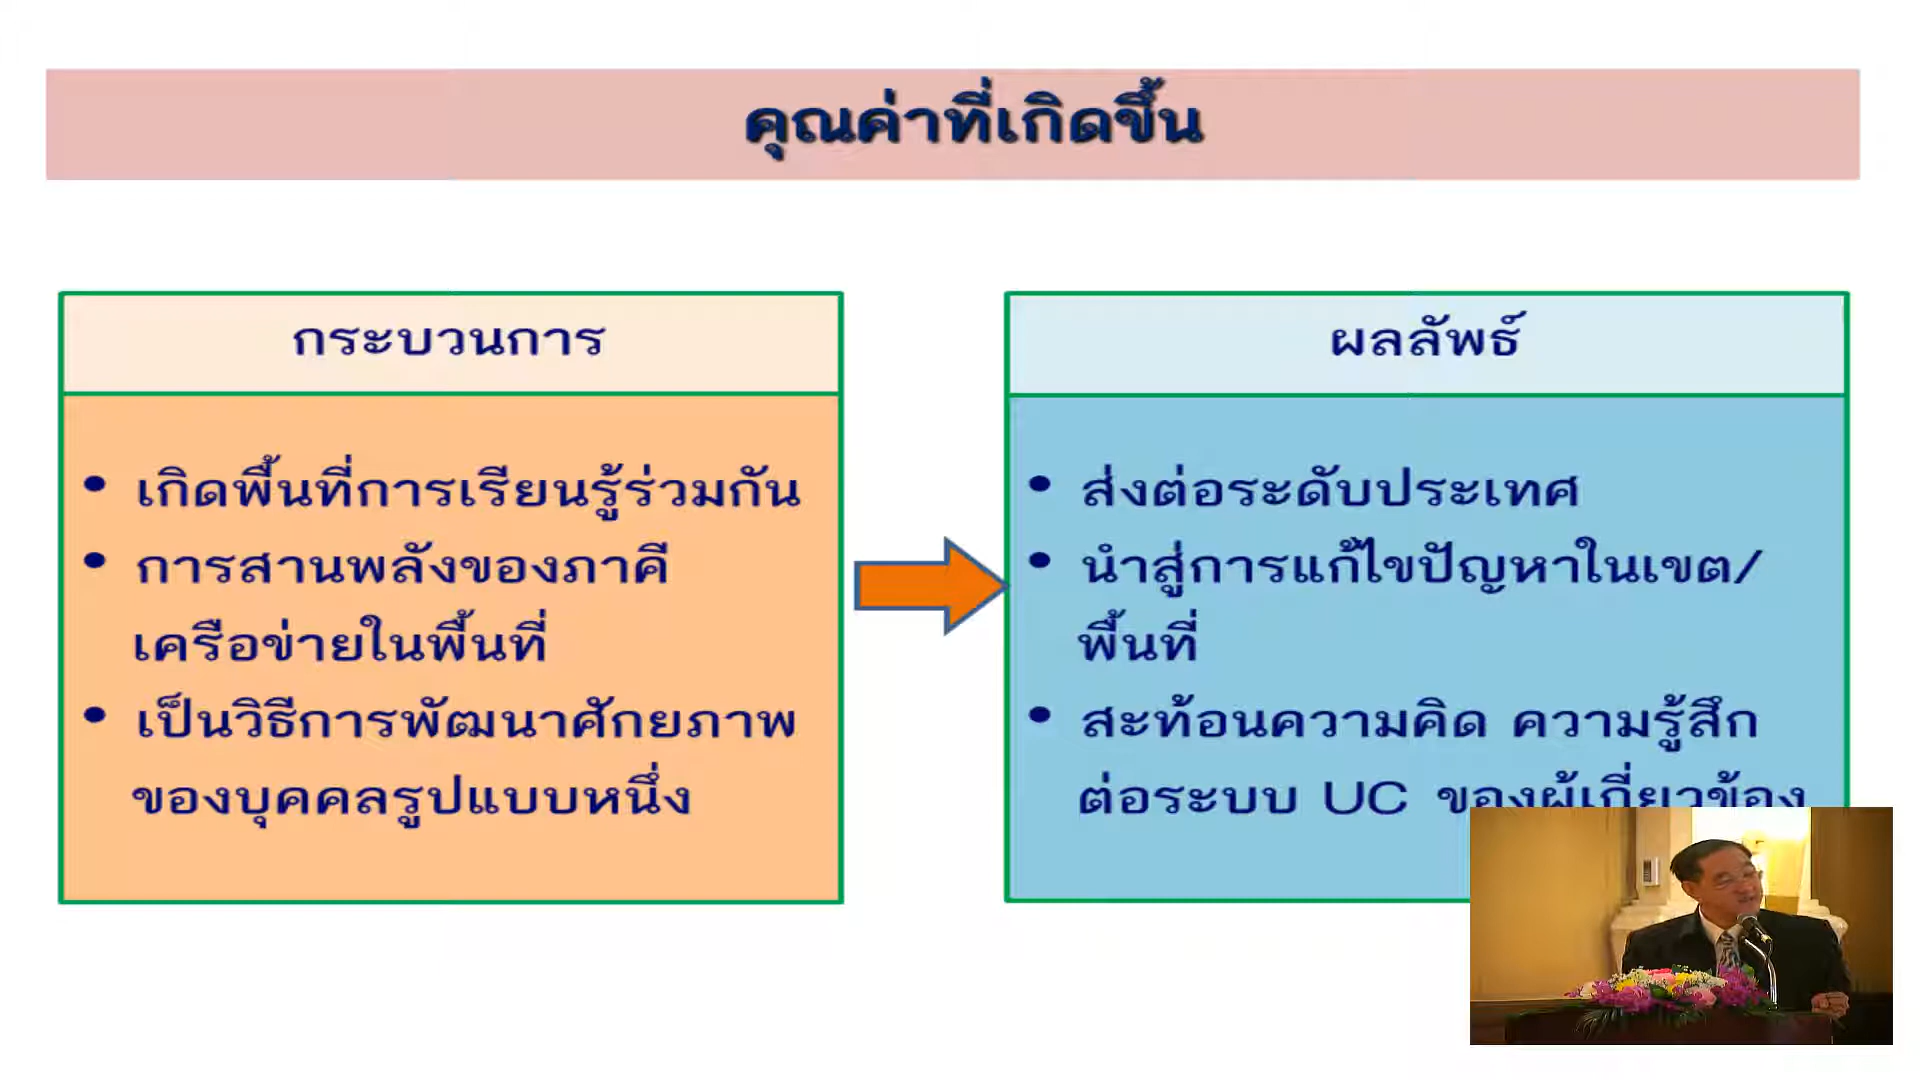 คุณค่าที่เกิดขึ้น
กระบวนการ
• เกิดพื้นที่การเรียนรู้ร่วมกัน
• การสานพลังของภาคี
เครือข่ายในพื้นที่
• เป็นวิธีการพัฒนาศักยภาพ
ของบุคคลรูปแบบหนึ่ง
ผลลัพธ์
• ส่งต่อระดับประเทศ
• นำสู่การแก้ไขปัญหาในเขต/
พื้นที่
• สะท้อนความคิด ความรู้สึก
ต่อระบบ UC ของผู้เกี่ยวข้อง